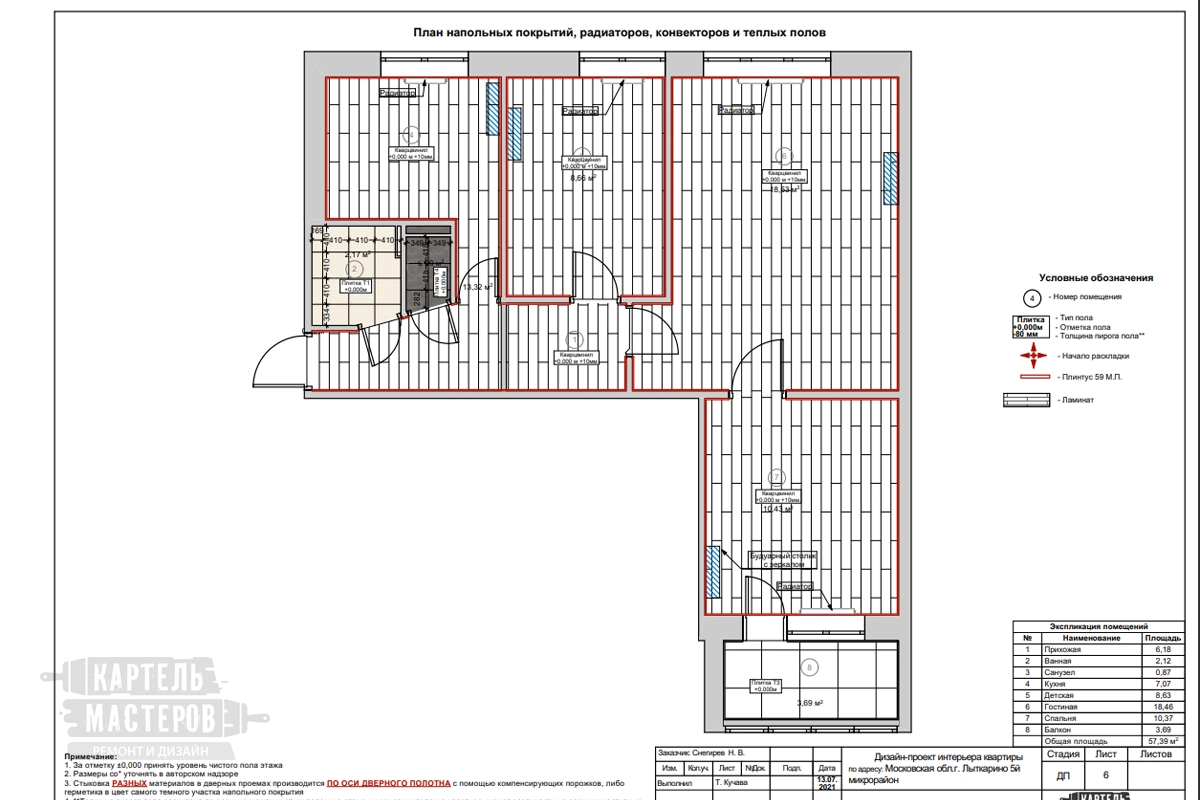 План напольных покрытий, радиаторов, конвекторов и теплых полов
Радиатор
Радиатор
Радиатор
4
Кварцвинил
+0,000 м +10мм
Кварцвинил
+0,000 м +10мм
8,66 м²
6
Кварцвинил
+0,000 м +10мм
18,53 м²
169
410
410
410
410
410
410
334
2,17 м²
2
Плитка Т1
+0,000м
349
349
410
282
Плитка Т4
+0,000м
13,32 м²
1
Кварцвинил
+0,000 м +10мм
7
Кварцвинил
+0,000 м +10мм
10,43 м²
Будуарный столик
с зеркалом
Радиатор
8
Плитка Т3
+0,000м
3,69 м²
Условные обозначения
4 - Номер помещения
Плитка - Тип пола
+0,000м - Отметка пола
-80 мм - Толщина пирога пола**
- Начало раскладки
- Плинтус 59 М.П.
- Ламинат
Экспликация помещений
№ Наименование Площадь
1 Прихожая 6,18
2 Ванная 2,12
3 Санузел 0,87
4 Кухня 7,07
5 Детская 8,63
6 Гостиная 18,46
7 Спальня 10,37
8 Балкон 3,69
Общая площадь 57,39 м²
КАРТЕЛЬ
МАСТЕРОВ
РЕМОНТ И ДИЗАЙН
Примечание:
1. За отметку ±0,000 принять уровень чистого пола этажа
2. Размеры со* уточнять в авторском надзоре
3. Стыковка РАЗНЫХ материалов в дверных проемах производится ПО ОСИ ДВЕРНОГО ПОЛОТНА с помощью компенсирующих порожков, либо
герметика в цвет самого темного участка напольного покрытия
Заказчик: Снегирев Н. В.
Изм. Кол.уч. Лист №Док. Подп. Дата
Выполнил Т. Кучава 13.07.2021
Дизайн-проект интерьера квартиры
по адресу: Московская обл.г. Лыткарино 5й
микрорайон
Стадия Лист Листов
ДП 6